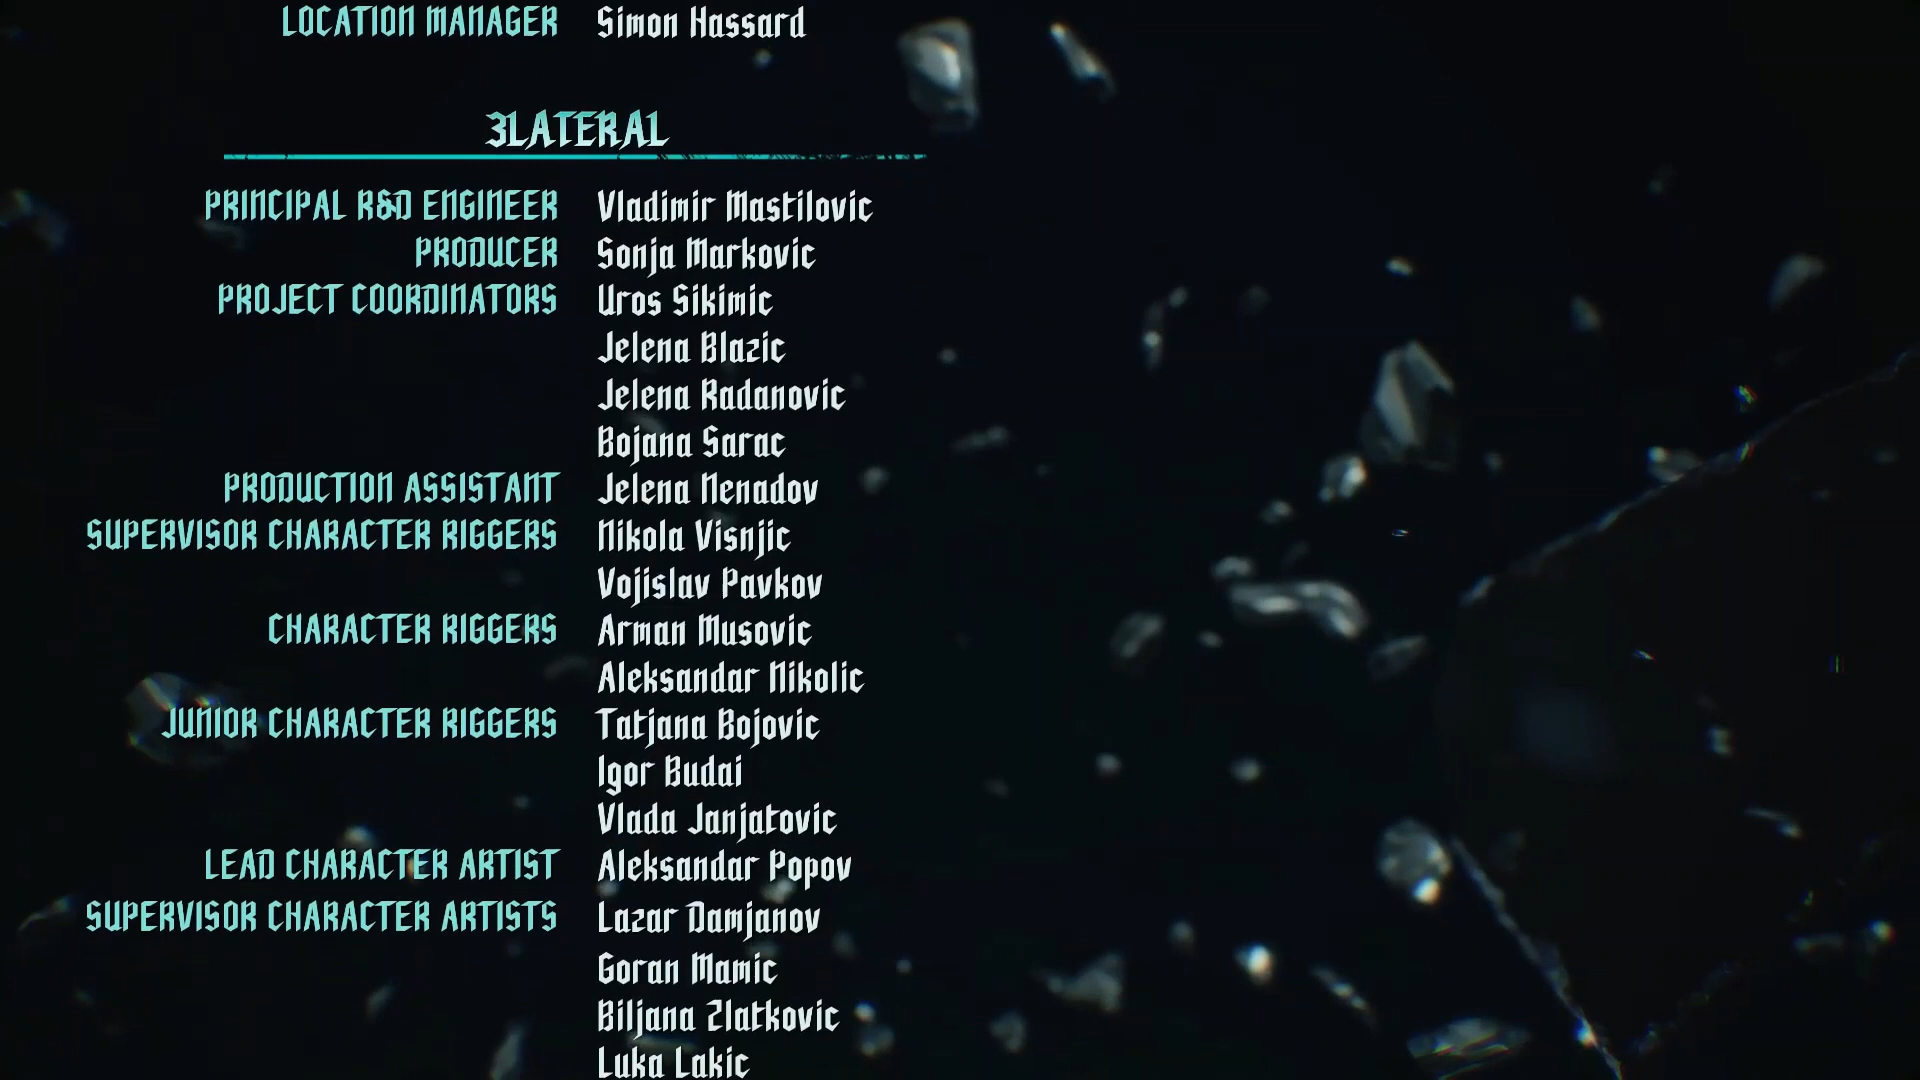 LOCATION MANAGER Simon Hassard
3LATERAL
PRINCIPAL R&D ENGINEER Vladimir Mastilovic
PRODUCER Sonja Markovic
PROJECT COORDINATORS Uros Sikimic
Jelena Blazic
Jelena Radanovic
Bojana Sarac
PRODUCTION ASSISTANT Jelena Nenadov
SUPERVISOR CHARACTER RIGGERS Nikola Visnjic
Vojislav Pavkov
CHARACTER RIGGERS Arman Musovic
Aleksandar Nikolic
JUNIOR CHARACTER RIGGERS Tatjana Bojovic
Igor Budai
Vlada Janjatovic
LEAD CHARACTER ARTIST Aleksandar Popov
SUPERVISOR CHARACTER ARTISTS Lazar Damjanov
Goran Mamic
Biljana Zlatkovic
Luka Lakic